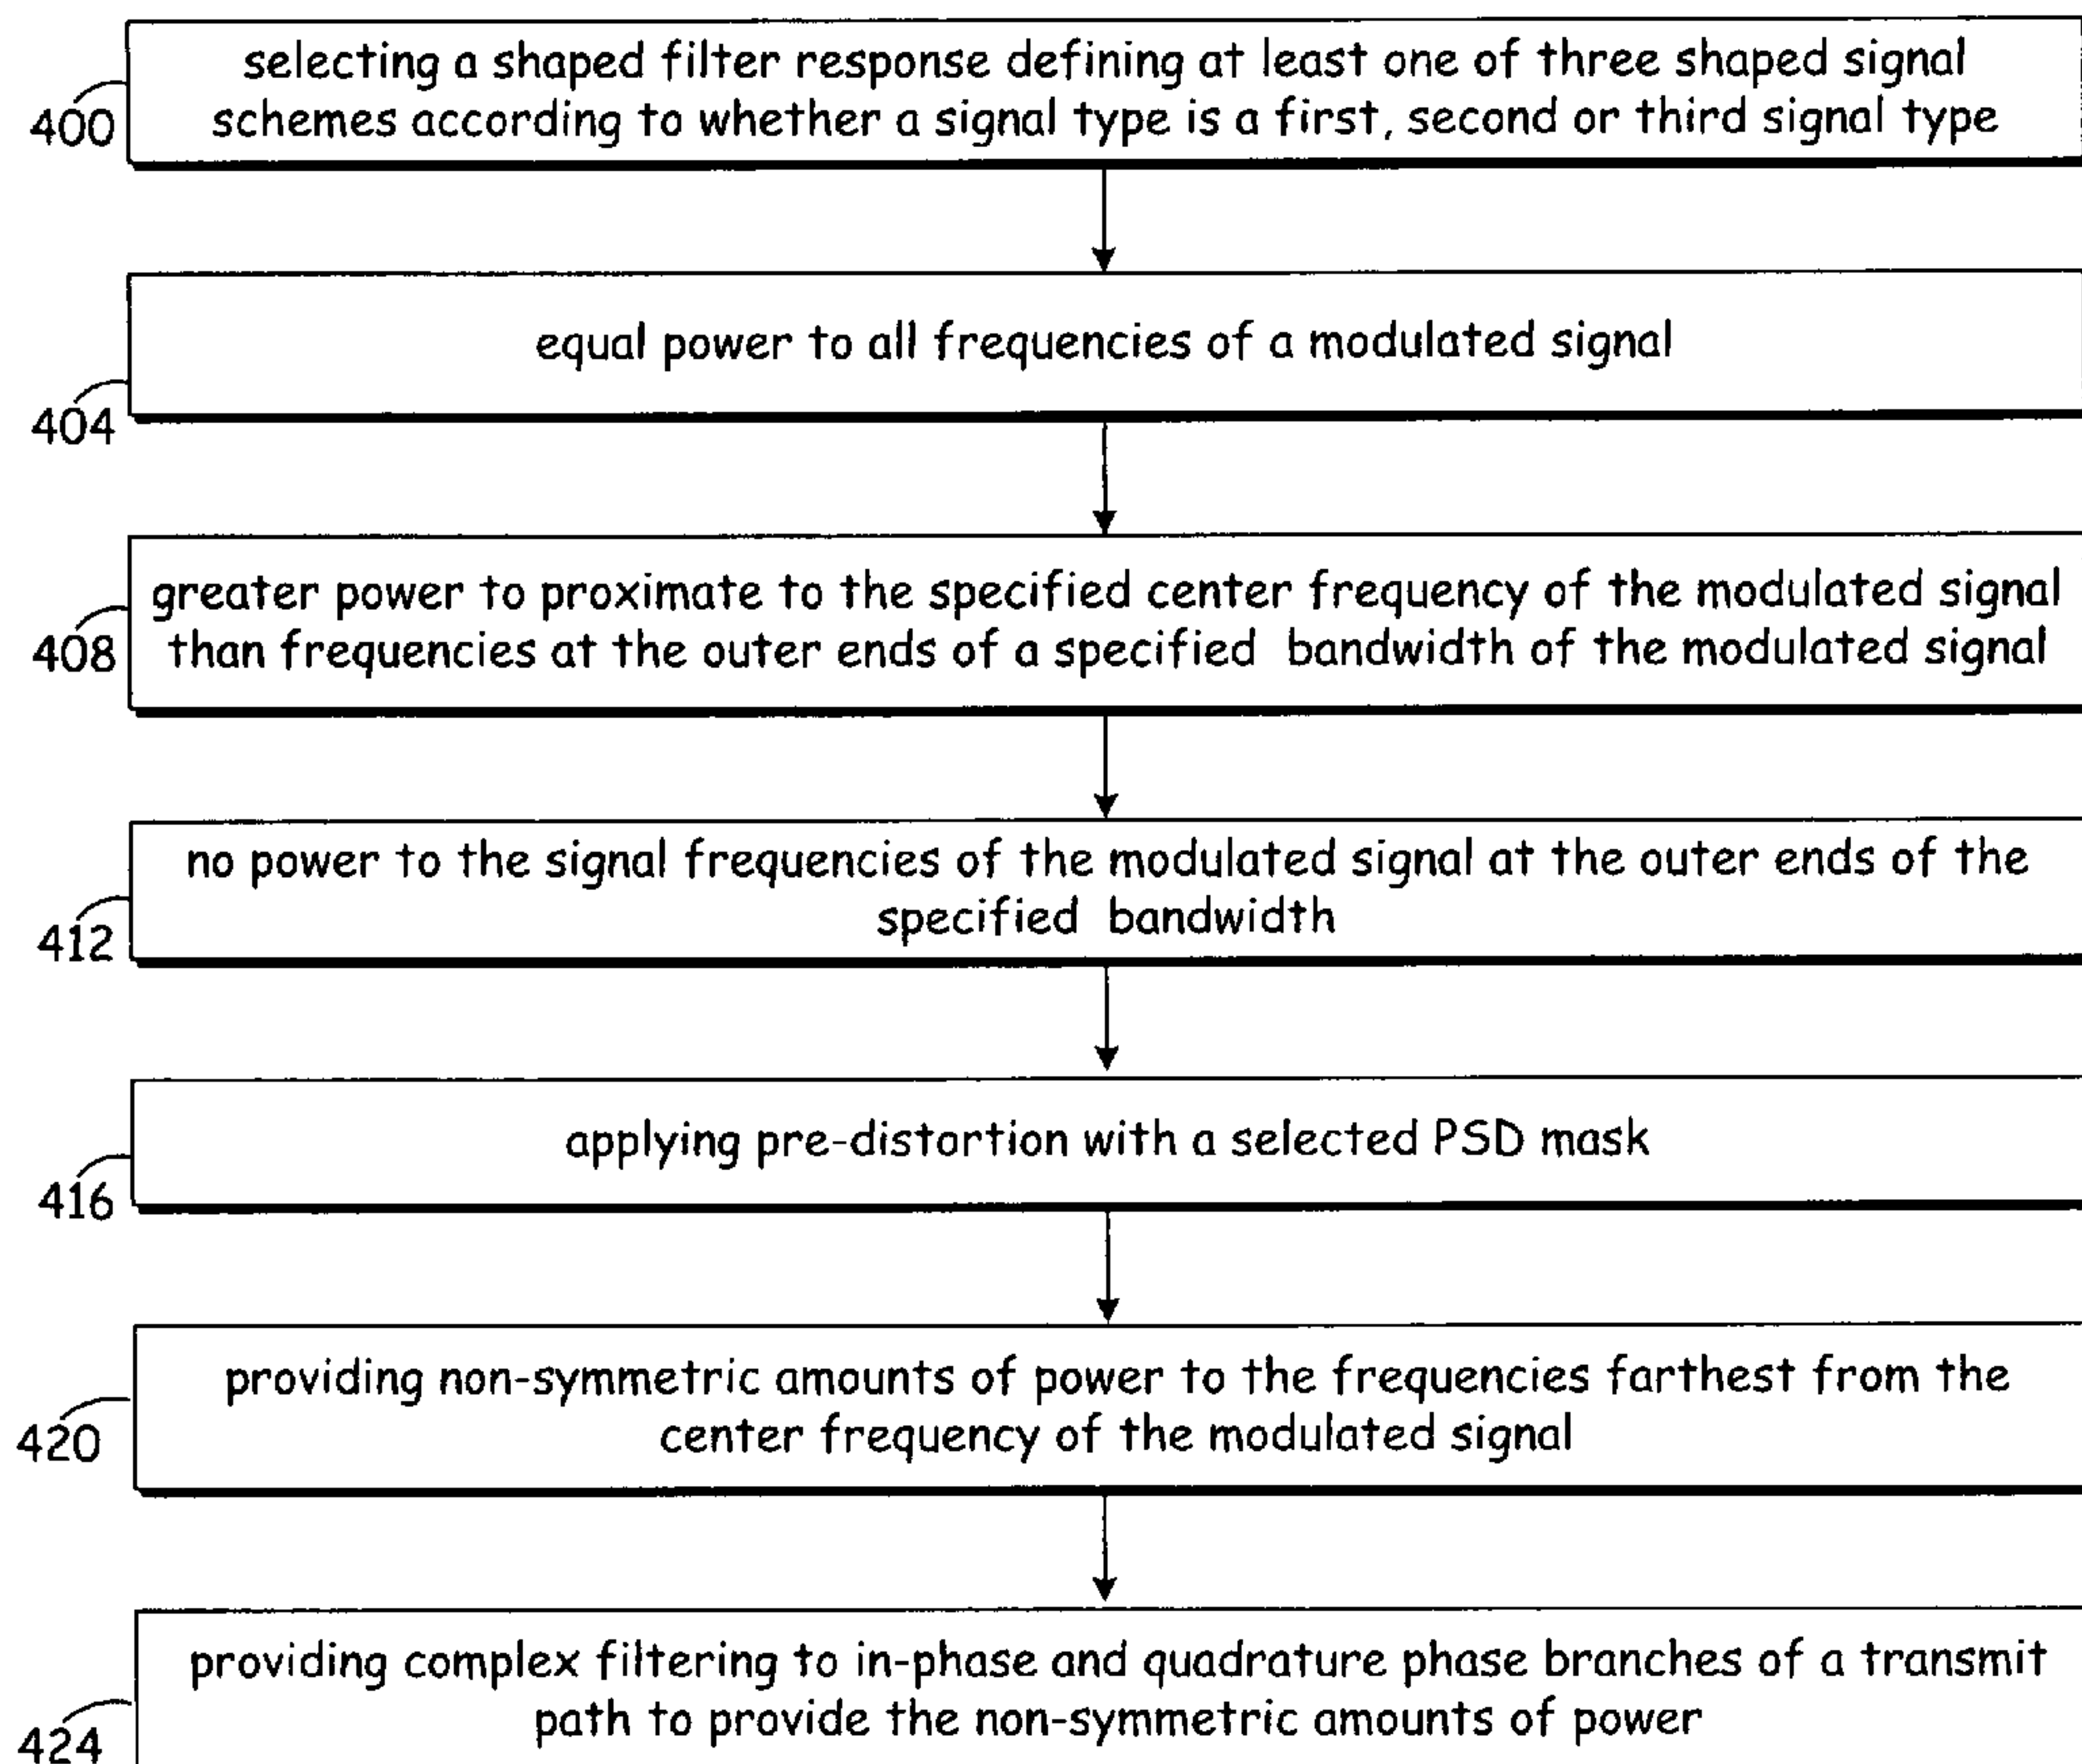 selecting a shaped filter response defining at least one of three shaped signal
schemes according to whether a signal type is a first, second or third signal type
400
equal power to all frequencies of a modulated signal
404
greater power to proximate to the specified center frequency of the modulated signal
than frequencies at the outer ends of a specified bandwidth of the modulated signal
408
no power to the signal frequencies of the modulated signal at the outer ends of the
specified bandwidth
412
applying pre-distortion with a selected PSD mask
416
providing non-symmetric amounts of power to the frequencies farthest from the
center frequency of the modulated signal
420
providing complex filtering to in-phase and quadrature phase branches of a transmit
path to provide the non-symmetric amounts of power
424